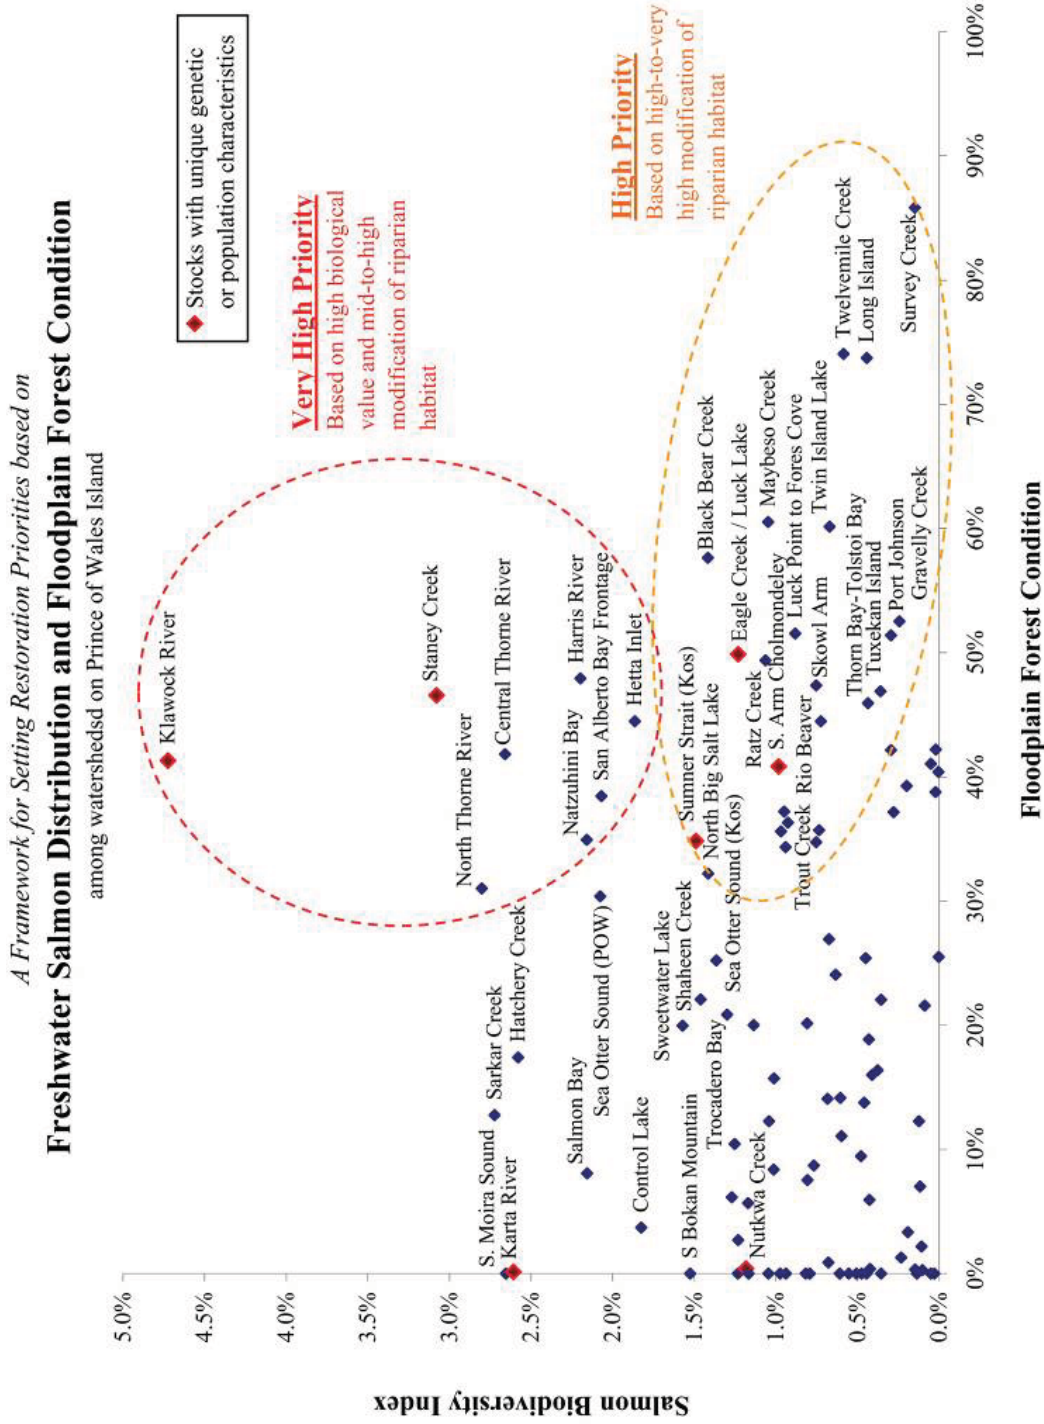 A Framework for Setting Restoration Priorities based on
Freshwater Salmon Distribution and Floodplain Forest Condition
among watershedsd on Prince of Wales Island
Stocks with unique genetic
or population characteristics
Very High Priority
Based on high biological
value and mid-to-high
modification of riparian
habitat
High Priority
Based on high-to-very
high modification of
riparian habitat
Salmon Biodiversity Index
5.0%
4.5%
4.0%
3.5%
3.0%
2.5%
2.0%
1.5%
1.0%
0.5%
0.0%
Klawock River
Staney Creek
North Thorne River
Central Thorne River
S. Moira Sound
Sarkar Creek
Karta River
Hatchery Creek
Natzuhini Bay
Harris River
San Alberto Bay Frontage
Salmon Bay
Sea Otter Sound (POW)
Hetta Inlet
Control Lake
Sweetwater Lake
Shaheen Creek
Sumner Strait (Kos)
North Big Salt Lake
Sea Otter Sound (Kos)
S Bokan Mountain
Trocadero Bay
Nutkwa Creek
Black Bear Creek
Eagle Creek / Luck Lake
Ratz Creek
S. Arm Cholmondeley
Maybeso Creek
Luck Point to Fores Cove
Trout Creek
Rio Beaver
Skowl Arm
Twin Island Lake
Thorn Bay-Tolstoi Bay
Tuxekan Island
Port Johnson
Gravelly Creek
Twelvemile Creek
Long Island
Survey Creek
0%
10%
20%
30%
40%
50%
60%
70%
80%
90%
100%
Floodplain Forest Condition